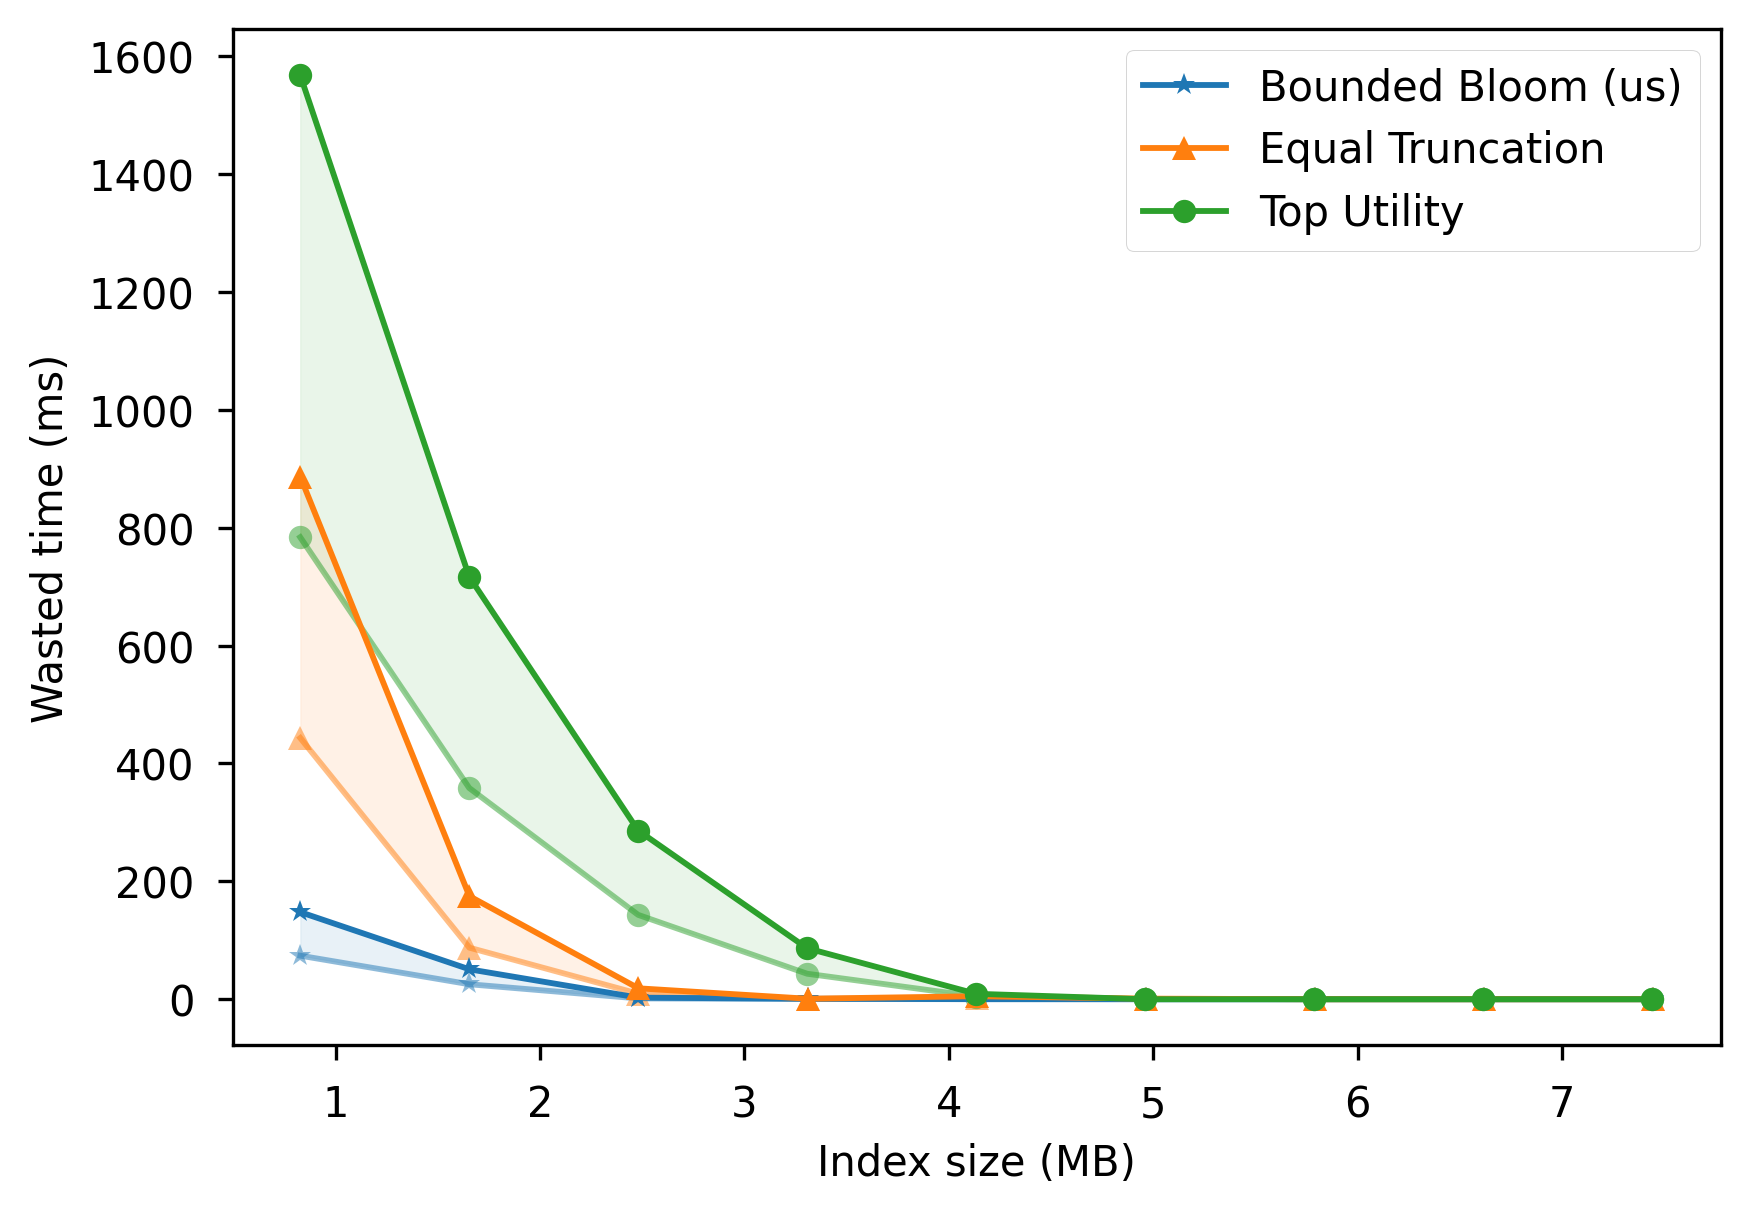 1600
1400
1200
1000
800
600
400
200
0
Wasted time (ms)
Bounded Bloom (us)
Equal Truncation
Top Utility
1 2 3 4 5 6 7
Index size (MB)